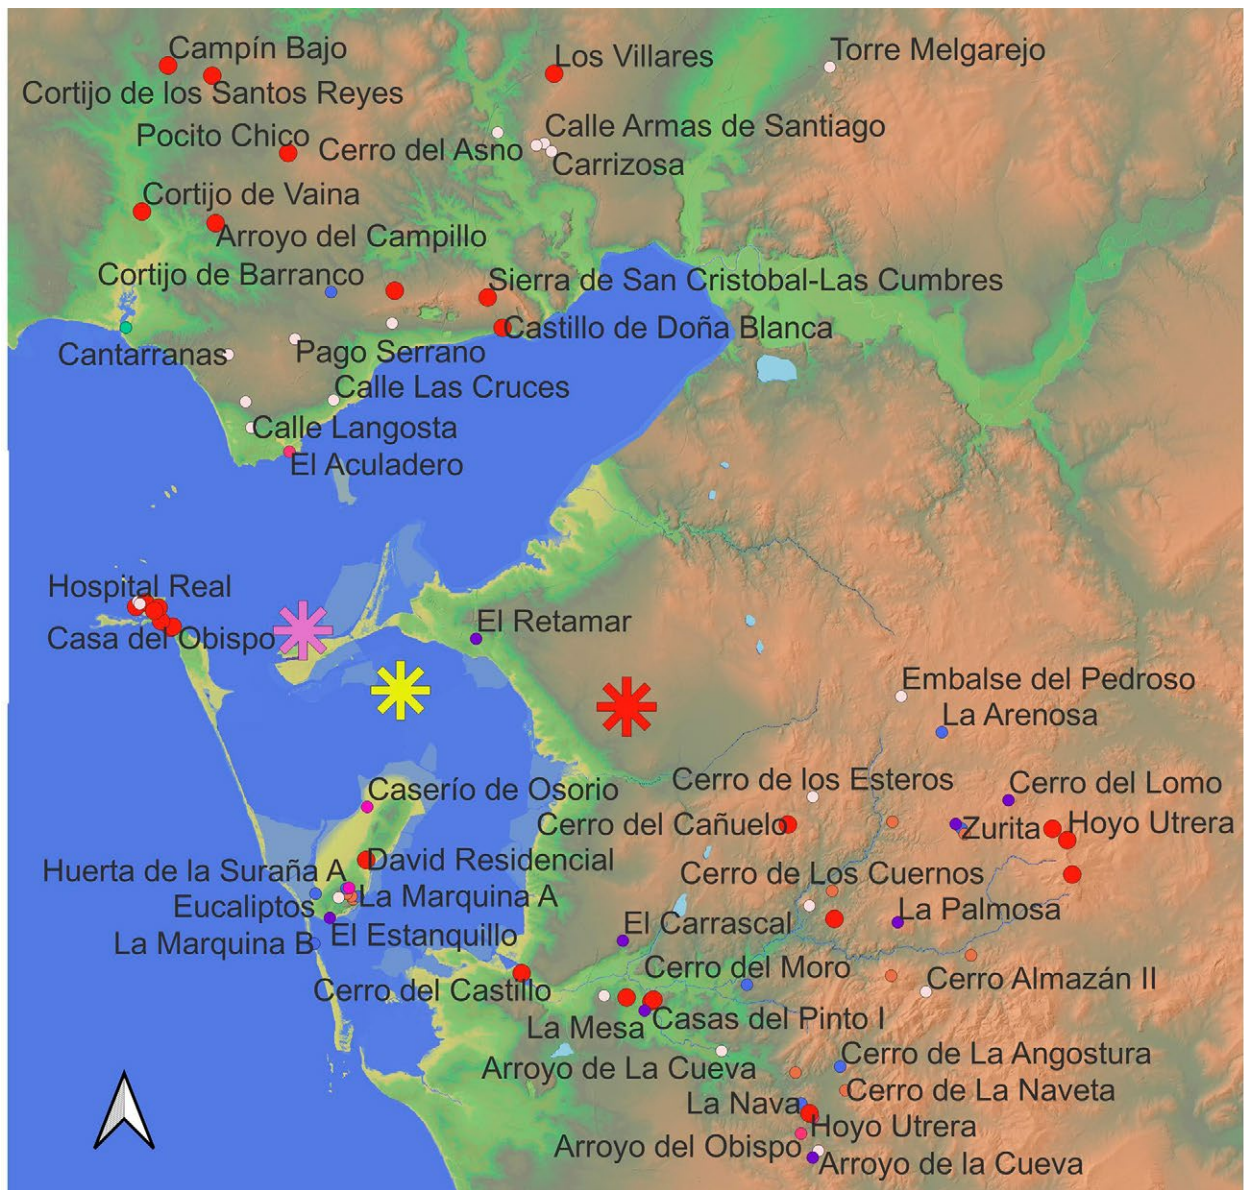 Campín Bajo
Los Villares
Torre Melgarejo
Cortijo de los Santos Reyes
Pocito Chico
Calle Armas de Santiago
Cerro del Asno
Carrizosa
Cortijo de Vaina
Arroyo del Campillo
Cortijo de Barranco
Sierra de San Cristobal-Las Cumbres
Castillo de Doña Blanca
Cantarranas
Pago Serrano
Calle Las Cruces
Calle Langosta
El Aculadero
Hospital Real
Casa del Obispo
El Retamar
Embalse del Pedroso
La Arenosa
Caserío de Osorio
Cerro de los Esteros
Cerro del Lomo
Cerro del Cañuelo
Zurita
Hoyo Utrera
David Residencial
Huerta de la Suraña A
Cerro de Los Cuernos
La Marquina A
Eucaliptos
La Palmosa
El Carrascal
El Estanquillo
La Marquina B
Cerro del Moro
Cerro Almazán II
Cerro del Castillo
La Mesa
Casas del Pinto I
Cerro de La Angostura
Arroyo de La Cueva
Cerro de La Naveta
La Nava
Hoyo Utrera
Arroyo del Obispo
Arroyo de la Cueva